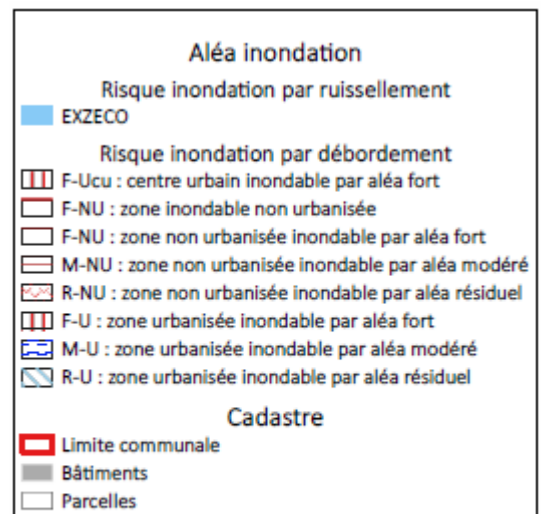 Aléa inondation
Risque inondation par ruissellement
EXZECO
Risque inondation par débordement
F-Ucu : centre urbain inondable par aléa fort
F-NU : zone inondable non urbanisée
F-NU : zone non urbanisée inondable par aléa fort
M-NU : zone non urbanisée inondable par aléa modéré
R-NU : zone non urbanisée inondable par aléa résiduel
F-U : zone urbanisée inondable par aléa fort
M-U : zone urbanisée inondable par aléa modéré
R-U : zone urbanisée inondable par aléa résiduel
Cadastre
Limite communale
Bâtiments
Parcelles